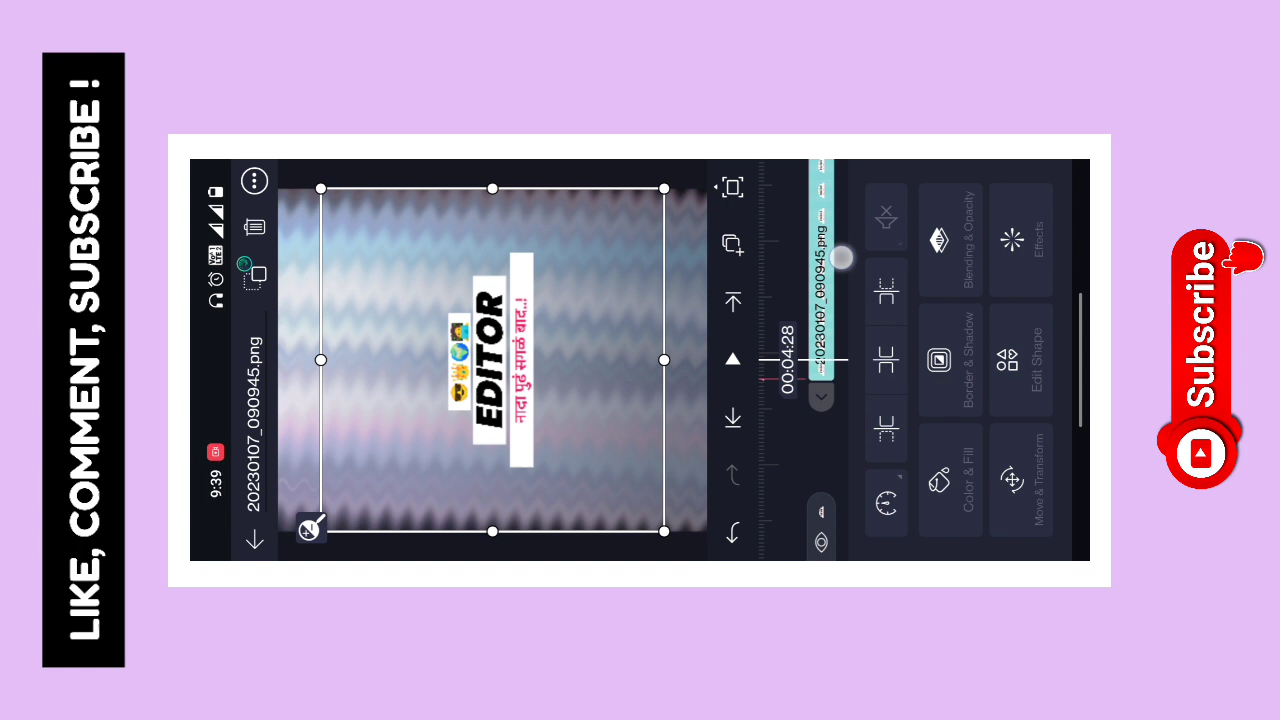 LIKE, COMMENT, SUBSCRIBE !
9:39
20230107_090945.png
EDITOR
नादा पुढं सगळं बाद..!
00:04:28
20230107_090945.png
Color & Fill
Border & Shadow
Blending & Opacity
Move & Transform
Edit Shape
Effects
Subscribe